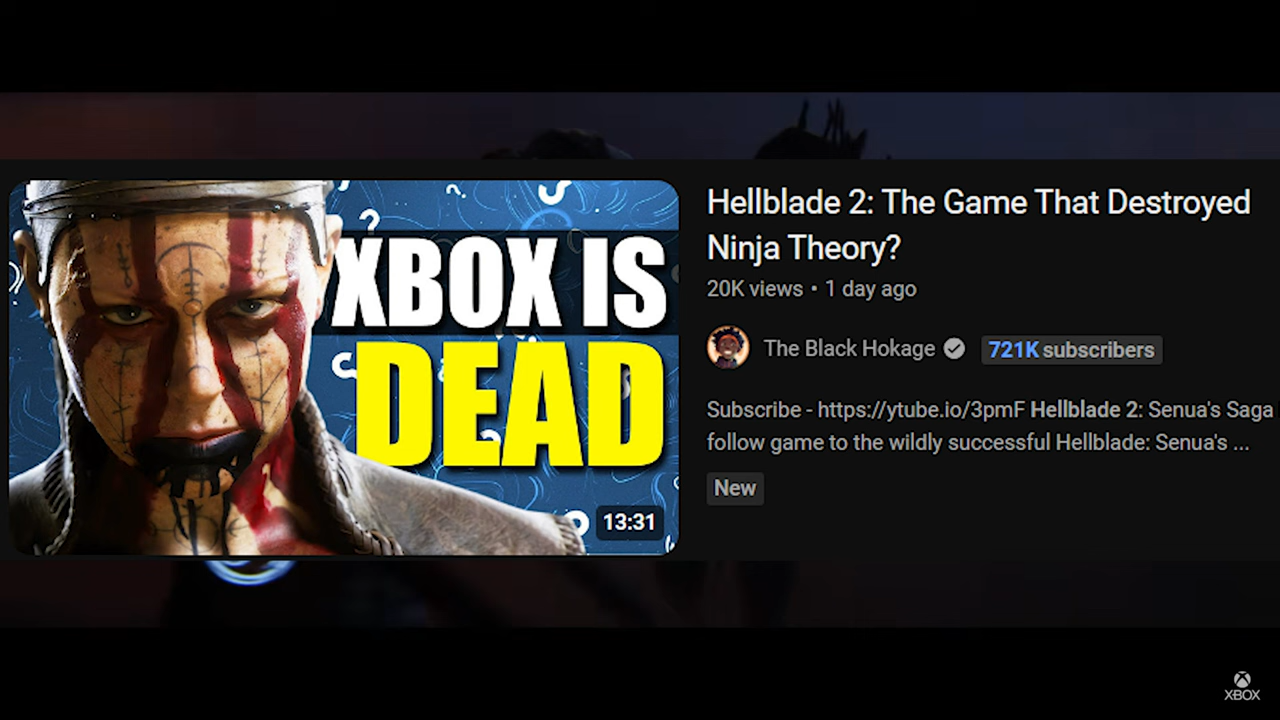 XBOX IS
DEAD
13:31
Hellblade 2: The Game That Destroyed
Ninja Theory?
20K views • 1 day ago
The Black Hokage
721K subscribers
Subscribe - https://ytube.io/3pmF Hellblade 2: Senua's Saga
follow game to the wildly successful Hellblade: Senua's ...
New
XBOX